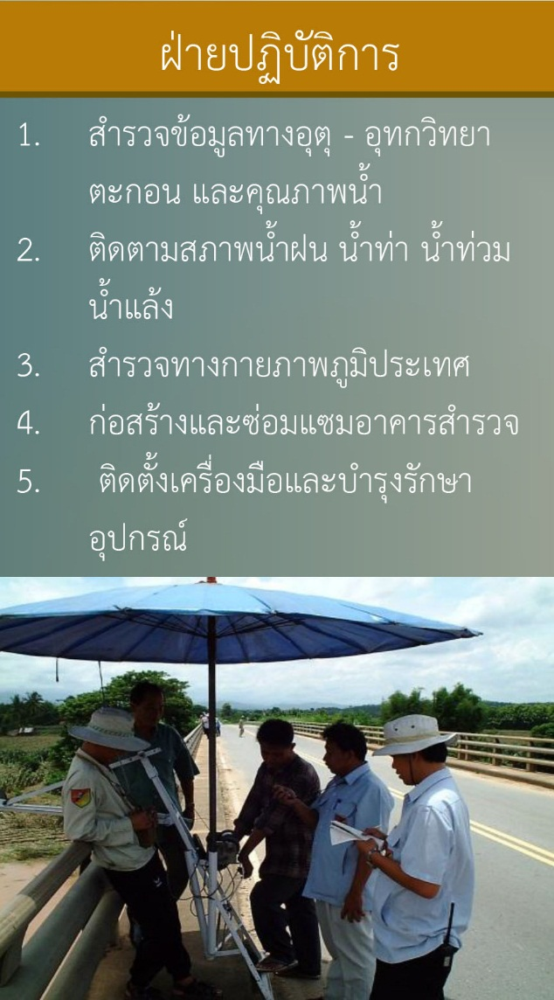 ฝ่ายปฏิบัติการ
1. สำรวจข้อมูลทางอุตุ - อุทกวิทยา
ตะกอน และคุณภาพน้ำ
2. ติดตามสภาพน้ำฝน น้ำท่า น้ำท่วม
น้ำแล้ง
3. สำรวจทางกายภาพภูมิประเทศ
4. ก่อสร้างและซ่อมแซมอาคารสำรวจ
5. ติดตั้งเครื่องมือและบำรุงรักษา
อุปกรณ์